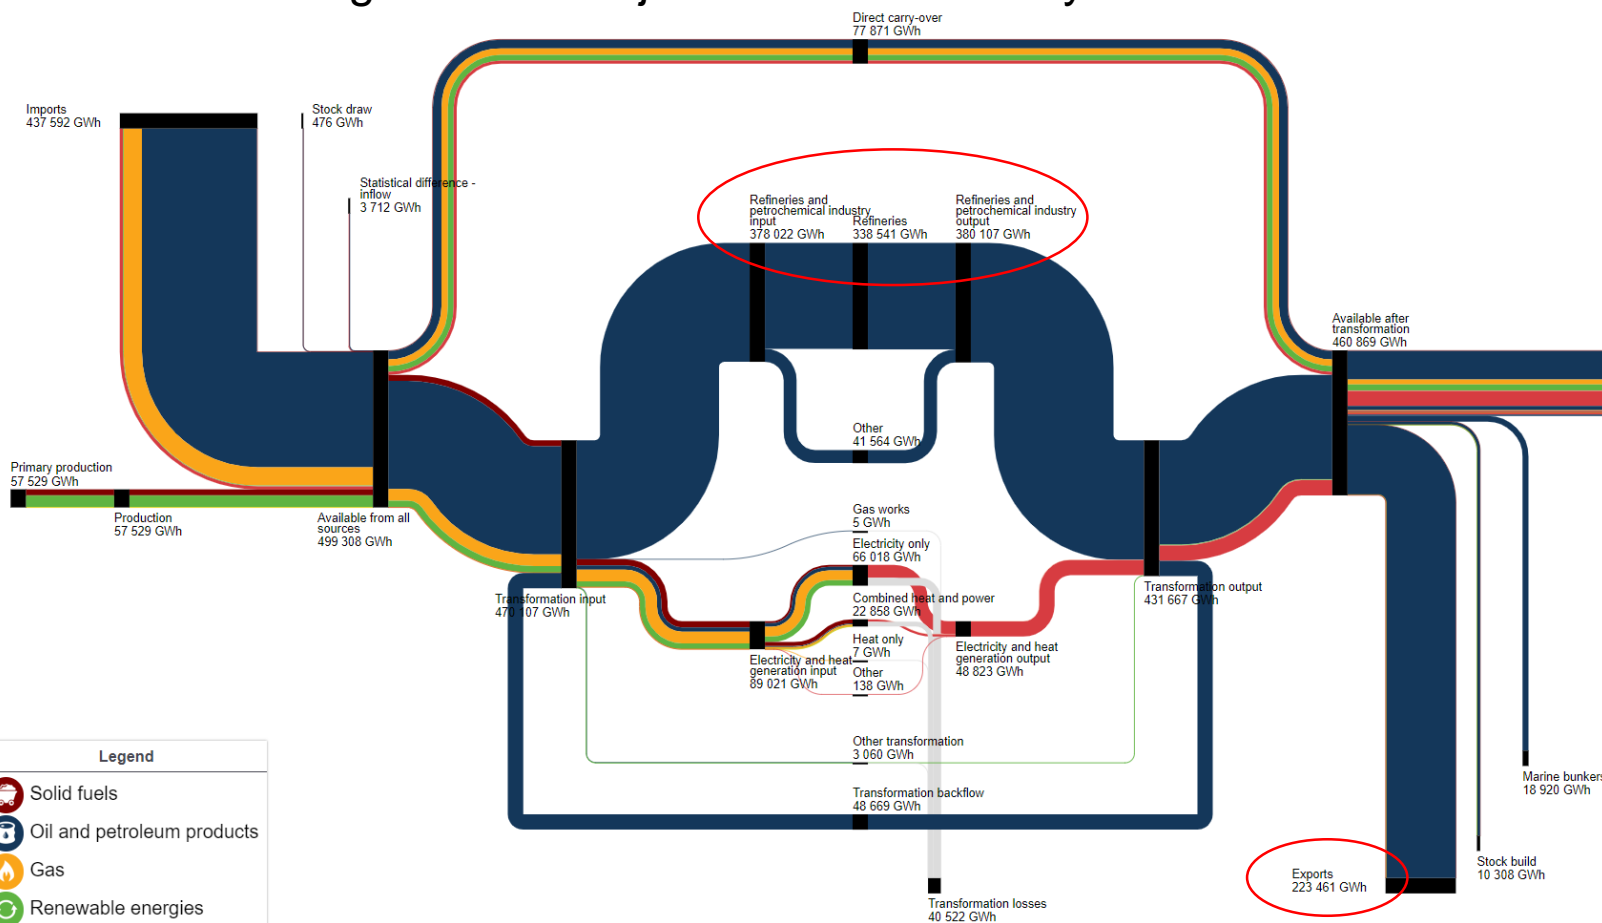 Direct carry-over
77 871 GWh
Imports
437 592 GWh
Stock draw
476 GWh
Statistical difference -
inflow
3 712 GWh
Refineries and
petrochemical industry
input
378 022 GWh
Refineries
338 541 GWh
Refineries and
petrochemical industry
output
380 107 GWh
Available after
transformation
460 869 GWh
Other
41 564 GWh
Primary production
57 529 GWh
Production
57 529 GWh
Available from all
sources
499 308 GWh
Gas works
5 GWh
Electricity only
66 018 GWh
Transformation input
470 107 GWh
Combined heat and power
22 858 GWh
Transformation output
431 667 GWh
Heat only
7 GWh
Electricity and heat
generation input
89 021 GWh
Other
138 GWh
Electricity and heat
generation output
48 823 GWh
Other transformation
3 060 GWh
Transformation backflow
48 669 GWh
Marine bunkers
18 920 GWh
Stock build
10 308 GWh
Exports
223 461 GWh
Transformation losses
40 522 GWh
Legend
Solid fuels
Oil and petroleum products
Gas
Renewable energies